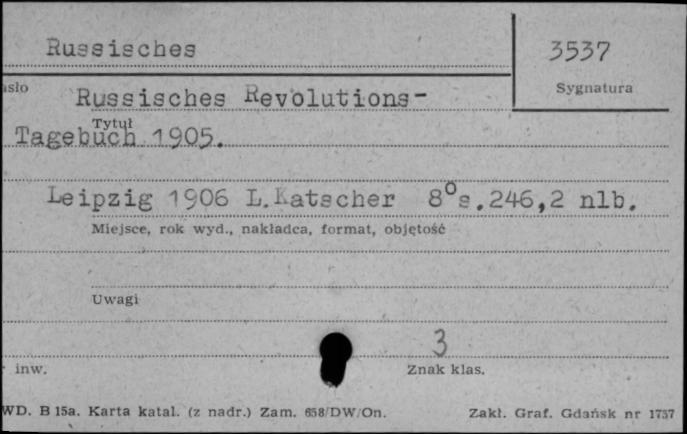 Russisches
3537
Sygnatura
asło
Russisches Revolutions-
Tytuł
Tagebuch 1905.
Leipzig 1906 L.Katscher 8°s.246,2 nlb.
Miejsce, rok wyd., nakładca, format, objętość
Uwagi
3
inw.
Znak klas.
WD. B 15a. Karta katal. (z nadr.) Zam. 658/DW/On.
Zakł. Graf. Gdańsk nr 1737